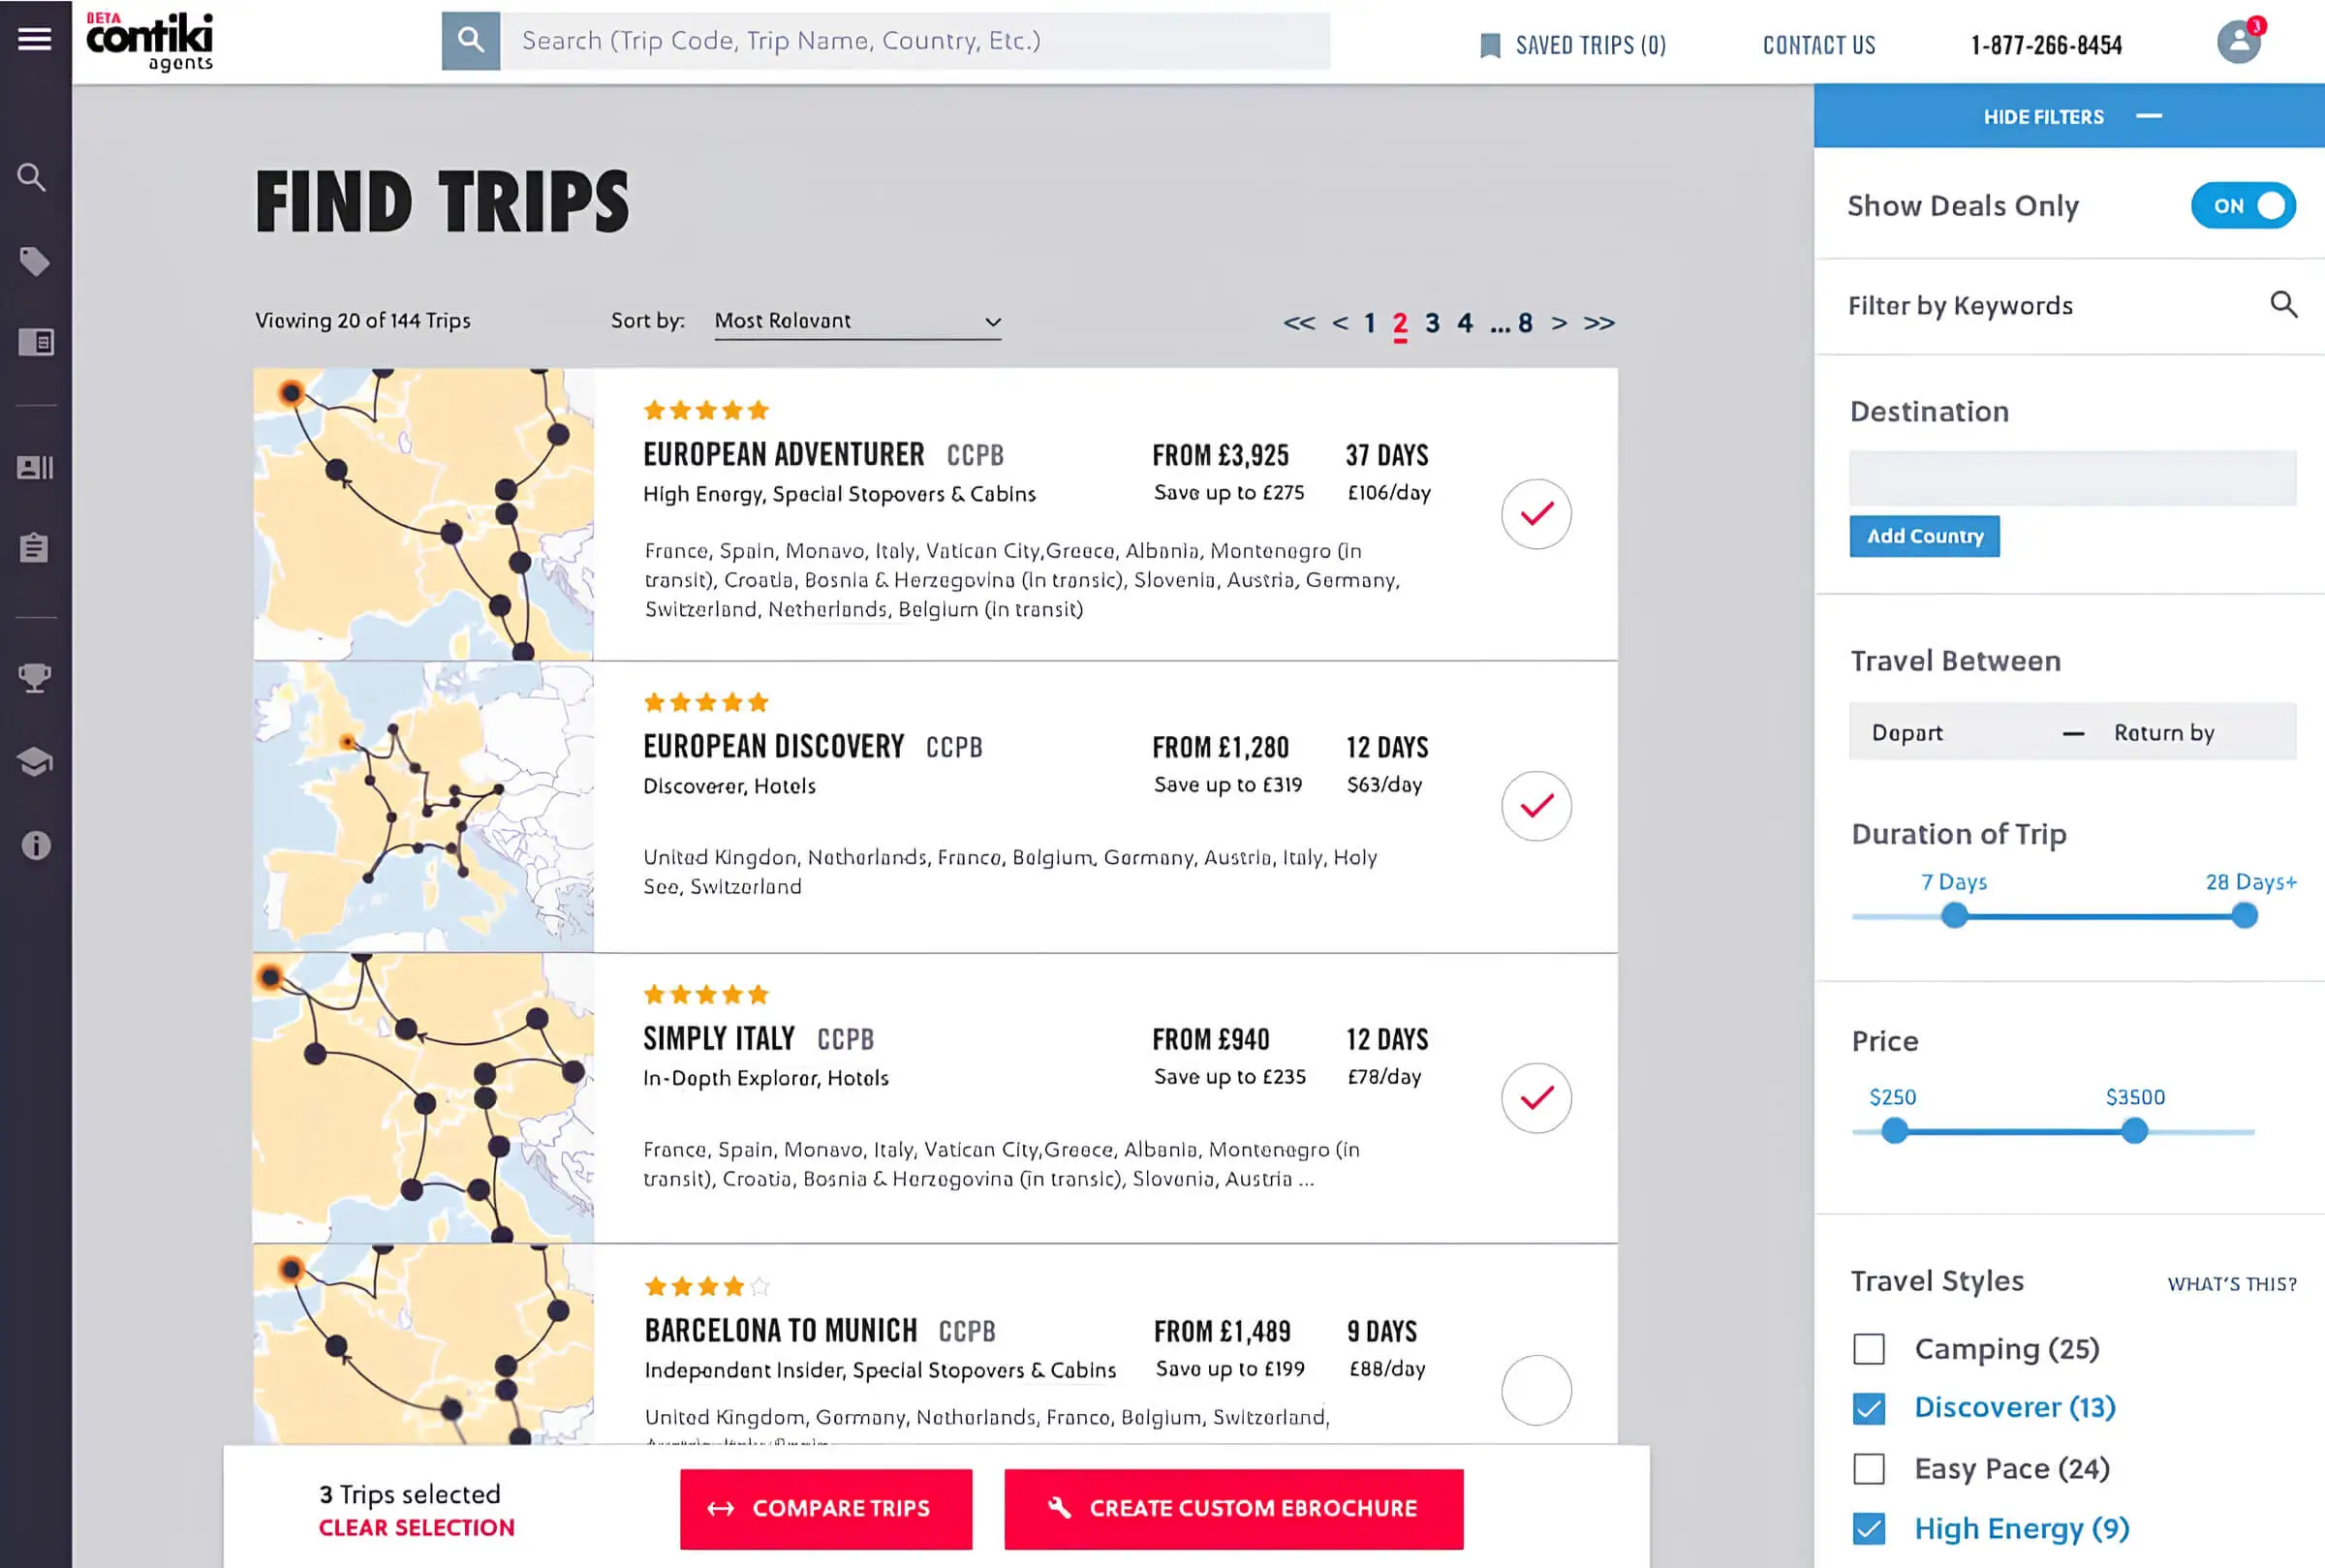 BETA
contiki
agents
Search (Trip Code, Trip Name, Country, Etc.)
SAVED TRIPS (0)
CONTACT US
1-877-266-8454
3
HIDE FILTERS
FIND TRIPS
Viewing 20 of 144 Trips
Sort by:
Most Relevant
<< < 1 2 3 4 ... 8 > >>
EUROPEAN ADVENTURER CCPB
High Energy, Special Stopovers & Cabins
FROM £3,925
Save up to £275
37 DAYS
£106/day
France, Spain, Monavo, Italy, Vatican City,Greece, Albania, Montenegro (in
transit), Croatia, Bosnia & Herzegovina (in transic), Slovenia, Austria, Germany,
Switzerland, Netherlands, Belgium (in transit)
EUROPEAN DISCOVERY CCPB
Discoverer, Hotels
FROM £1,280
Save up to £319
12 DAYS
$63/day
United Kingdon, Netherlands, France, Belgium, Germany, Austria, Italy, Holy
See, Switzerland
SIMPLY ITALY CCPB
In-Depth Explorer, Hotels
FROM £940
Save up to £235
12 DAYS
£78/day
France, Spain, Monavo, Italy, Vatican City,Greece, Albania, Montenegro (in
transit), Croatia, Bosnia & Herzegovina (in transic), Slovenia, Austria ...
BARCELONA TO MUNICH CCPB
Independent Insider, Special Stopovers & Cabins
FROM £1,489
Save up to £199
9 DAYS
£88/day
United Kingdom, Germany, Netherlands, France, Belgium, Switzerland,
3 Trips selected
CLEAR SELECTION
COMPARE TRIPS
CREATE CUSTOM EBROCHURE
Show Deals Only
ON
Filter by Keywords
Destination
Add Country
Travel Between
Depart — Return by
Duration of Trip
7 Days
28 Days+
Price
$250
$3500
Travel Styles
WHAT'S THIS?
Camping (25)
Discoverer (13)
Easy Pace (24)
High Energy (9)